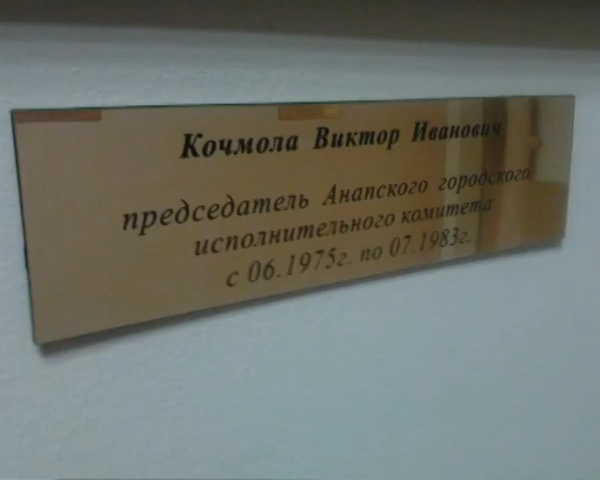 Кочмола Виктор Иванович
председатель Анапского городского
исполнительного комитета
с 06.1975г. по 07.1983г.